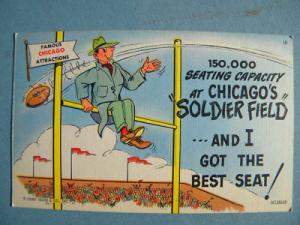 FAMOUS
CHICAGO
ATTRACTIONS
150,000
SEATING CAPACITY
AT CHICAGO'S
"SOLDIER FIELD"
...AND I
GOT THE
BEST SEAT!